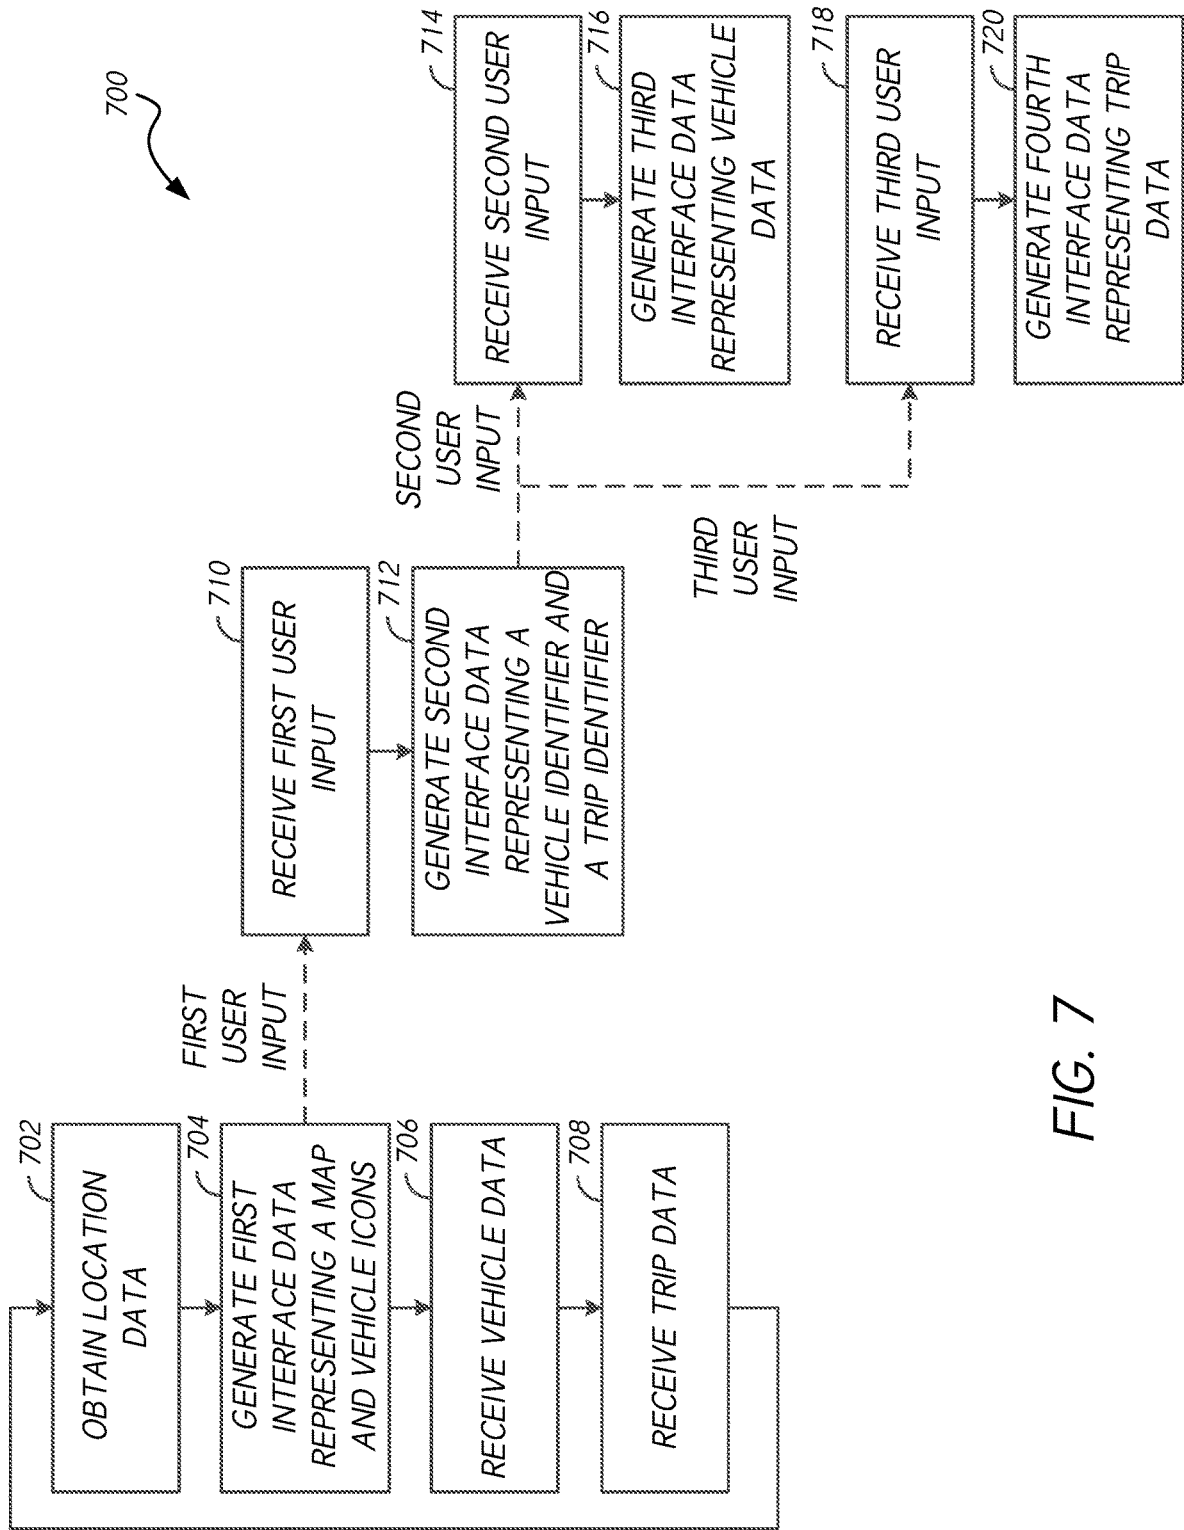 700
702
OBTAIN LOCATION
DATA
704
GENERATE FIRST
INTERFACE DATA
REPRESENTING A MAP
AND VEHICLE ICONS
706
RECEIVE VEHICLE DATA
708
RECEIVE TRIP DATA
FIRST
USER
INPUT
710
RECEIVE FIRST USER
INPUT
712
GENERATE SECOND
INTERFACE DATA
REPRESENTING A
VEHICLE IDENTIFIER AND
A TRIP IDENTIFIER
SECOND
USER
INPUT
THIRD
USER
INPUT
714
RECEIVE SECOND USER
INPUT
716
GENERATE THIRD
INTERFACE DATA
REPRESENTING VEHICLE
DATA
718
RECEIVE THIRD USER
INPUT
720
GENERATE FOURTH
INTERFACE DATA
REPRESENTING TRIP
DATA
FIG. 7